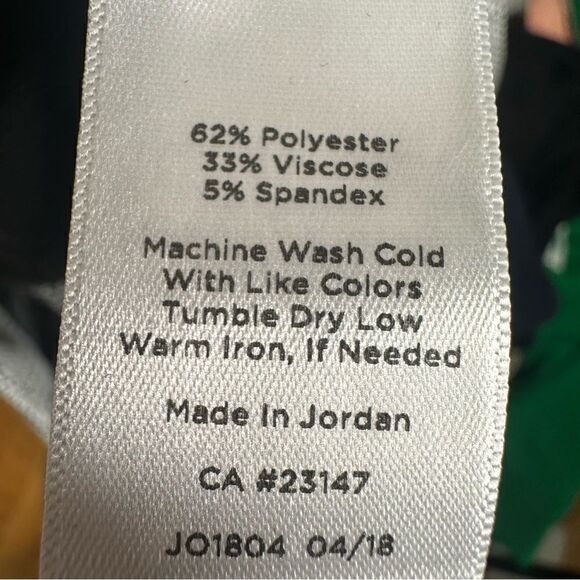 62% Polyester
33% Viscose
5% Spandex
Machine Wash Cold
With Like Colors
Tumble Dry Low
Warm Iron, If Needed
Made In Jordan
CA #23147
JO1804 04/18